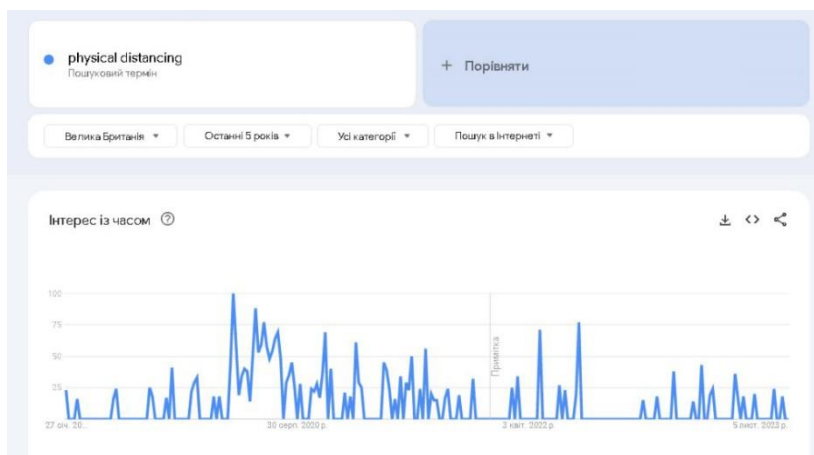 physical distancing
Пошуковий термін
+ Порівняти
Велика Британія
Останні 5 років
Усі категорії
Пошук в Інтернеті
Інтерес із часом
100
75
50
25
Примітка
27 січ. 20...
30 серп. 2020 р.
3 квіт. 2022 р.
5 лист. 2023 р.